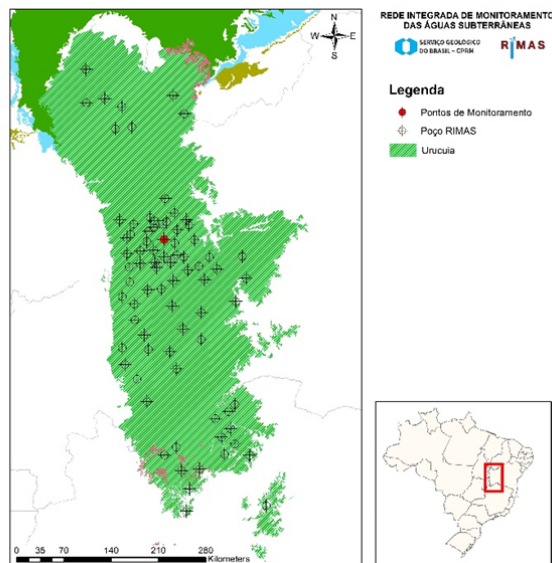 REDE INTEGRADA DE MONITORAMENTO
DAS ÁGUAS SUBTERRÂNEAS
SERVIÇO GEOLÓGICO
DO BRASIL – CPRM
RIMAS
N
W E
S
Legenda
Pontos de Monitoramento
Poço RIMAS
Urucuia
0 35 70 140 210 280
Kilometers